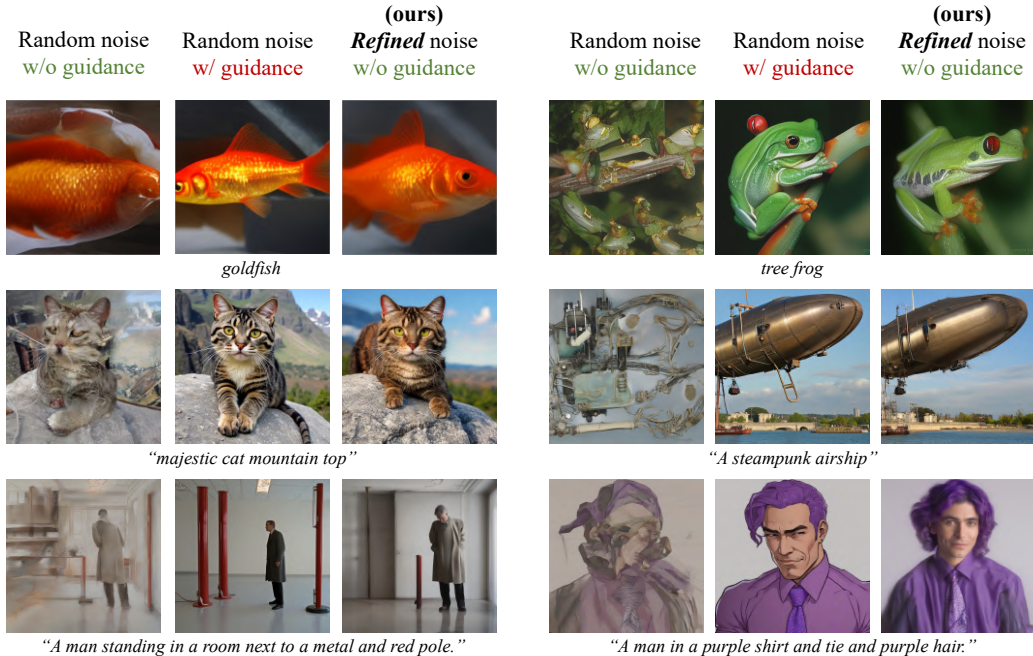 (ours)
Random noise
Random noise
Refined noise
w/o guidance
w/ guidance
w/o guidance
(ours)
Random noise
Random noise
Refined noise
w/o guidance
w/ guidance
w/o guidance
goldfish
tree frog
“majestic cat mountain top”
“A steampunk airship”
“A man standing in a room next to a metal and red pole.”
“A man in a purple shirt and tie and purple hair.”